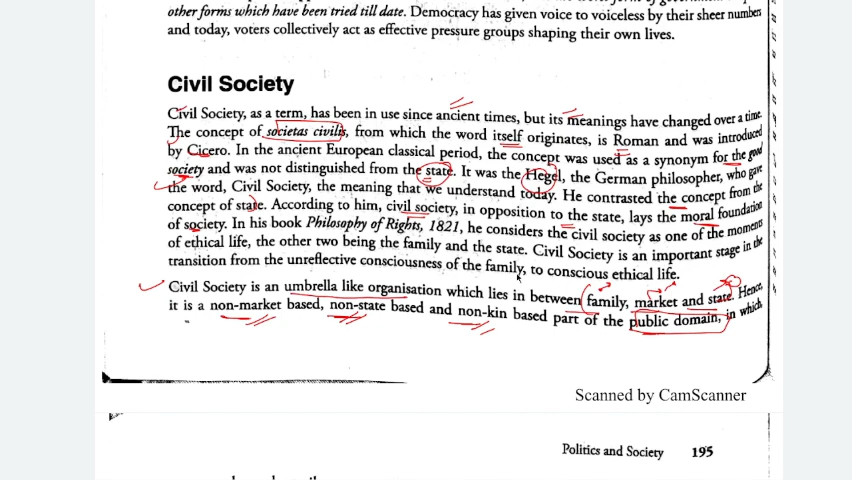 other forms which have been tried till date. Democracy has given voice to voiceless by their sheer numbers
and today, voters collectively act as effective pressure groups shaping their own lives.
Civil Society
Civil Society, as a term, has been in use since ancient times, but its meanings have changed over a time.
The concept of societas civilis, from which the word itself originates, is Roman and was introduced
by Cicero. In the ancient European classical period, the concept was used as a synonym for the good
society and was not distinguished from the state. It was the Hegel, the German philosopher, who gave
the word, Civil Society, the meaning that we understand today. He contrasted the concept from the
concept of state. According to him, civil society, in opposition to the state, lays the moral foundation
of society. In his book Philosophy of Rights, 1821, he considers the civil society as one of the moments
of ethical life, the other two being the family and the state. Civil Society is an important stage in the
transition from the unreflective consciousness of the family, to conscious ethical life.
Civil Society is an umbrella like organisation which lies in between family, market and state. Hence,
it is a non-market based, non-state based and non-kin based part of the public domain, in which
Scanned by CamScanner
Politics and Society 195